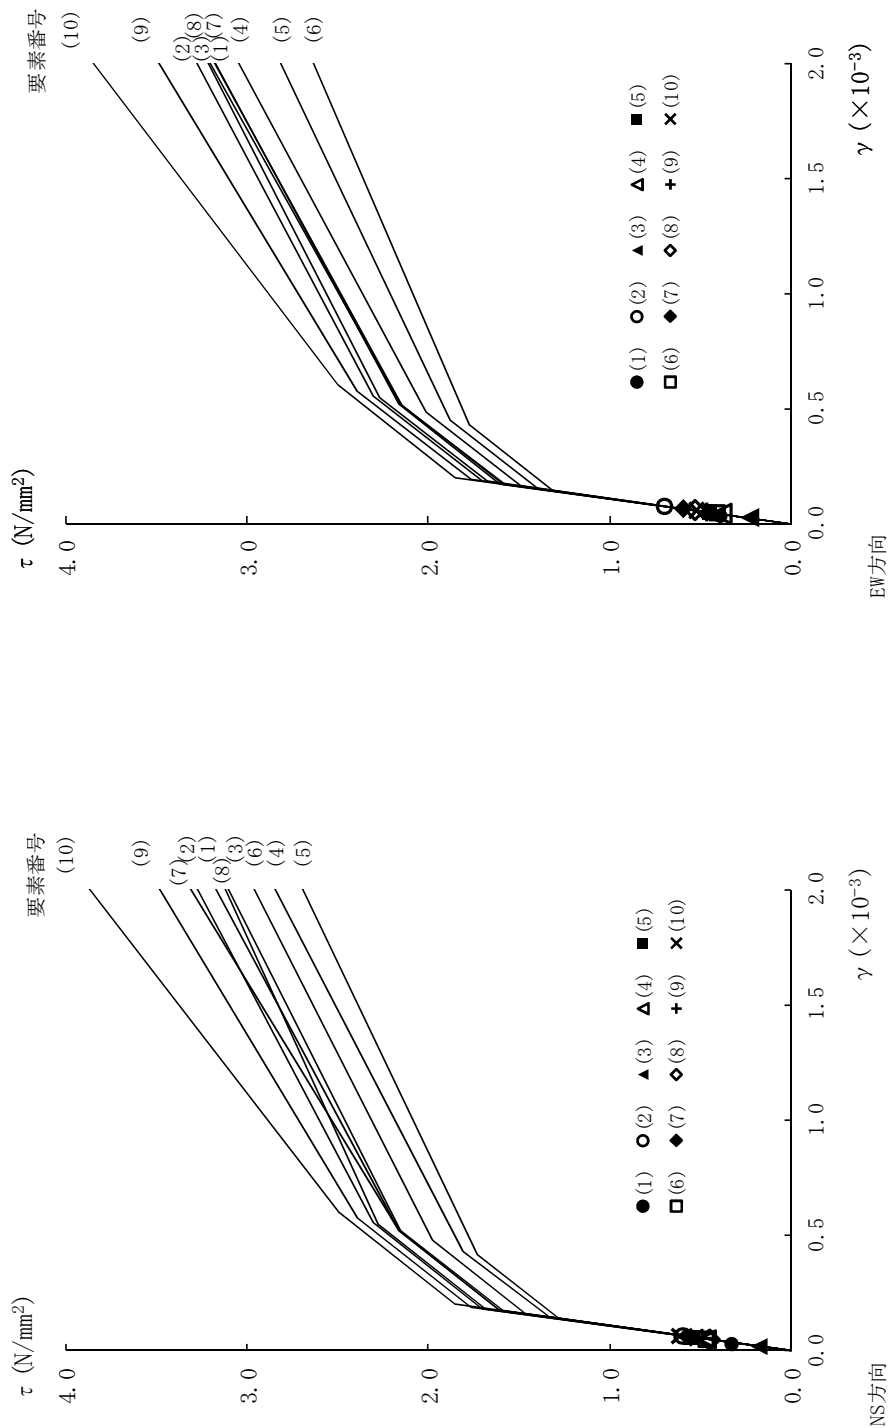 τ (N/mm²)
要素番号
4.0
3.0
2.0
1.0
0.0
(10)
(9)
(7)
(2)
(1)
(8)
(3)
(6)
(4)
(5)
●(1) ○(2) ▲(3) △(4) ■(5)
□(6) ◆(7) ◇(8) +(9) ×(10)
0.0 0.5 1.0 1.5 2.0
γ (×10⁻³)
NS方向
τ (N/mm²)
要素番号
4.0
3.0
2.0
1.0
0.0
(10)
(9)
(2)
(8)
(3)
(7)
(1)
(4)
(5)
(6)
●(1) ○(2) ▲(3) △(4) ■(5)
□(6) ◆(7) ◇(8) +(9) ×(10)
0.0 0.5 1.0 1.5 2.0
γ (×10⁻³)
EW方向